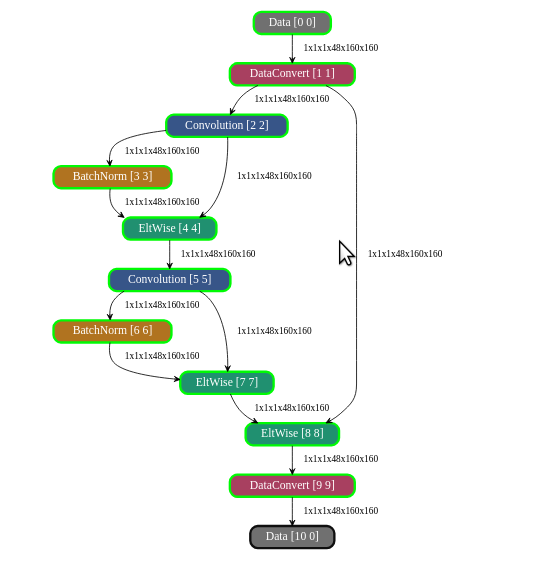 Data [0 0]
1x1x1x48x160x160
DataConvert [1 1]
1x1x1x48x160x160
Convolution [2 2]
1x1x1x48x160x160
BatchNorm [3 3]
1x1x1x48x160x160
1x1x1x48x160x160
EltWise [4 4]
1x1x1x48x160x160
1x1x1x48x160x160
Convolution [5 5]
1x1x1x48x160x160
BatchNorm [6 6]
1x1x1x48x160x160
1x1x1x48x160x160
EltWise [7 7]
1x1x1x48x160x160
EltWise [8 8]
1x1x1x48x160x160
DataConvert [9 9]
1x1x1x48x160x160
Data [10 0]